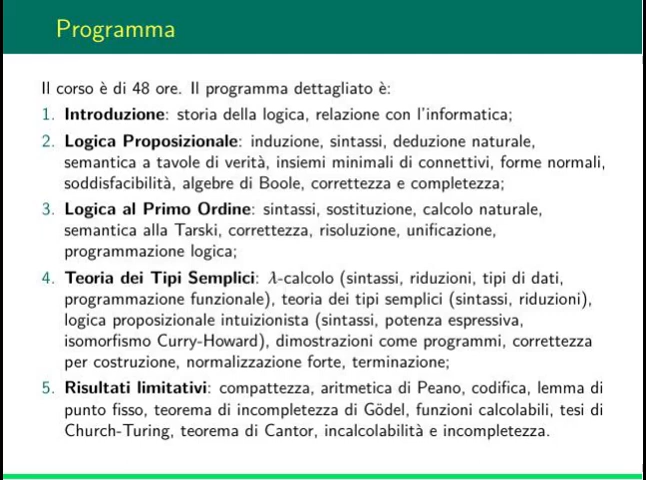 Programma
Il corso è di 48 ore. Il programma dettagliato è:
1. Introduzione: storia della logica, relazione con l'informatica;
2. Logica Proposizionale: induzione, sintassi, deduzione naturale,
semantica a tavole di verità, insiemi minimali di connettivi, forme normali,
soddisfacibilità, algebre di Boole, correttezza e completezza;
3. Logica al Primo Ordine: sintassi, sostituzione, calcolo naturale,
semantica alla Tarski, correttezza, risoluzione, unificazione,
programmazione logica;
4. Teoria dei Tipi Semplici: λ-calcolo (sintassi, riduzioni, tipi di dati,
programmazione funzionale), teoria dei tipi semplici (sintassi, riduzioni),
logica proposizionale intuizionista (sintassi, potenza espressiva,
isomorfismo Curry-Howard), dimostrazioni come programmi, correttezza
per costruzione, normalizzazione forte, terminazione;
5. Risultati limitativi: compattezza, aritmetica di Peano, codifica, lemma di
punto fisso, teorema di incompletezza di Gödel, funzioni calcolabili, tesi di
Church-Turing, teorema di Cantor, incalcolabilità e incompletezza.